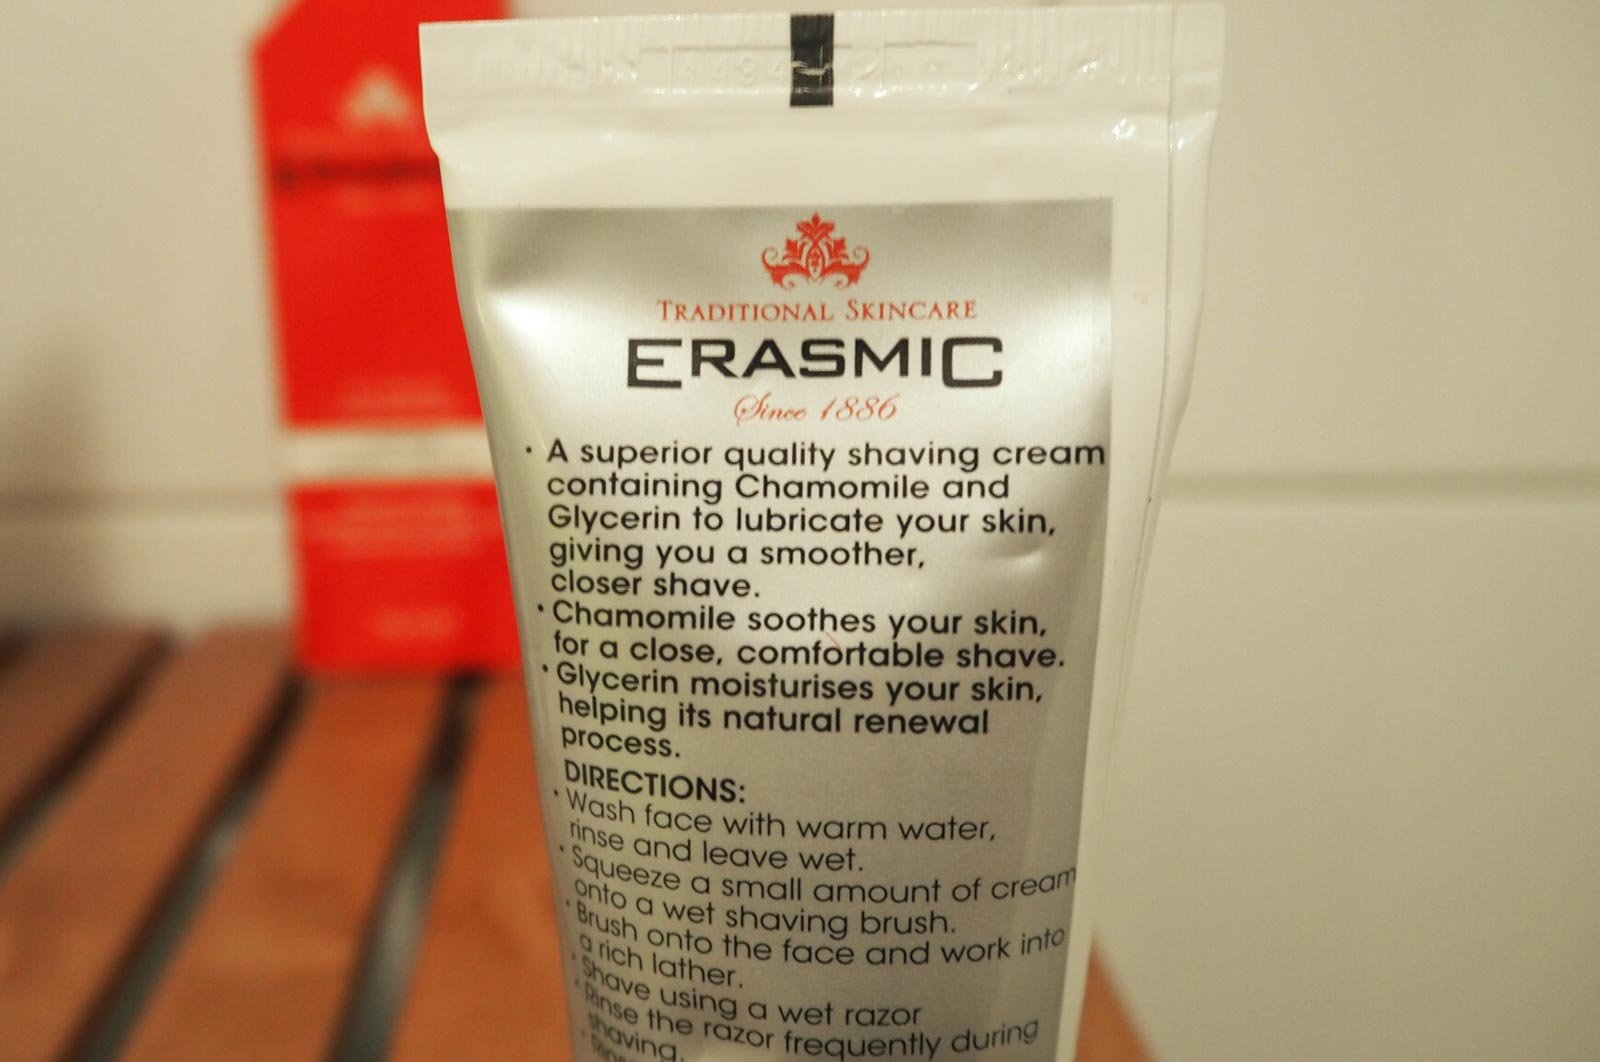 TRADITIONAL SKINCARE
ERASMIC
Since 1886
· A superior quality shaving cream
containing Chamomile and
Glycerin to lubricate your skin,
giving you a smoother,
closer shave.
· Chamomile soothes your skin,
for a close, comfortable shave.
· Glycerin moisturises your skin,
helping its natural renewal
process.
DIRECTIONS:
· Wash face with warm water,
rinse and leave wet.
· Squeeze a small amount of cream
onto a wet shaving brush.
· Brush onto the face and work into
a rich lather.
· Shave using a wet razor
· Rinse the razor frequently during
shaving.